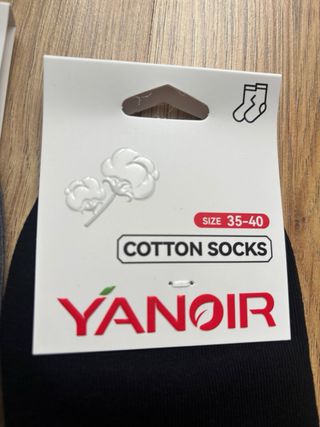 SIZE 35-40
COTTON SOCKS
YANOIR